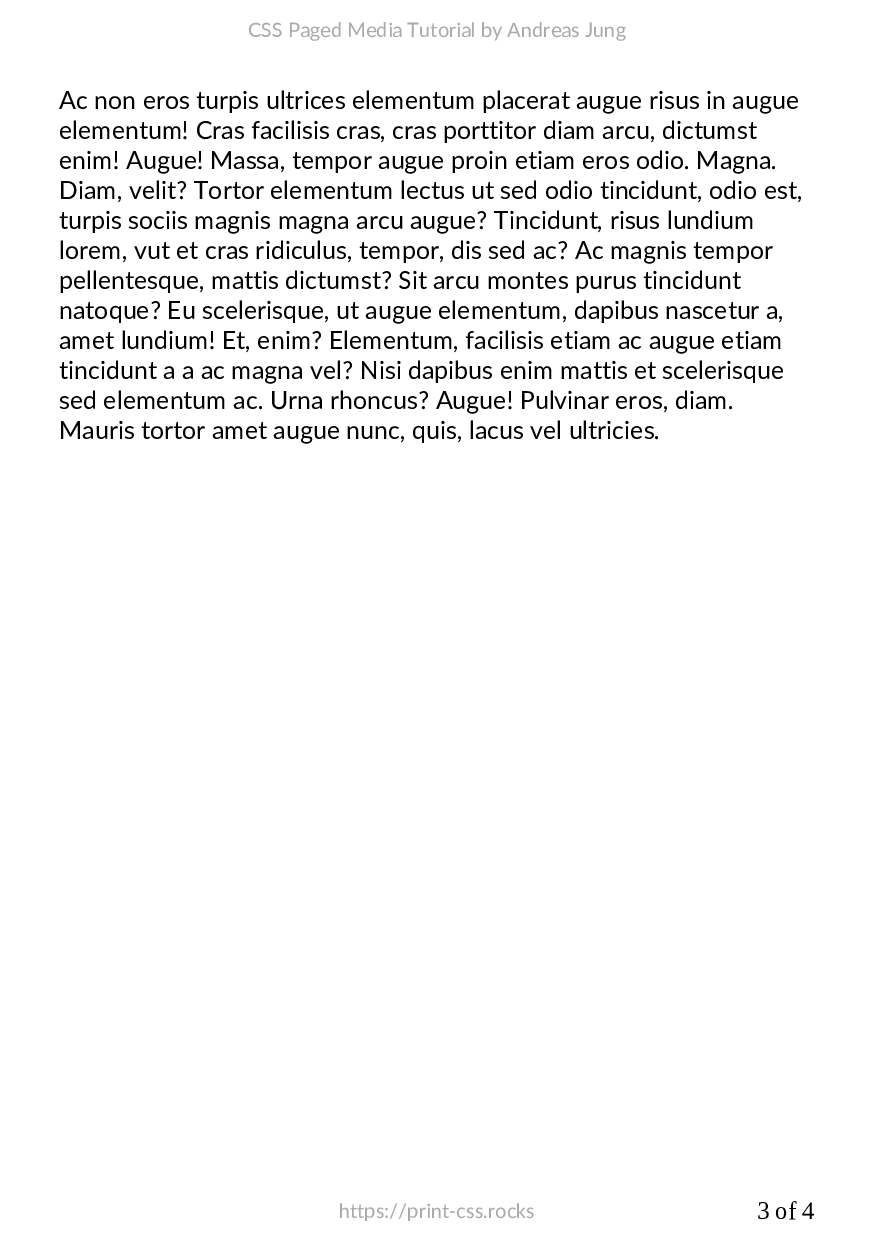 CSS Paged Media Tutorial by Andreas Jung
Ac non eros turpis ultrices elementum placerat augue risus in augue
elementum! Cras facilisis cras, cras porttitor diam arcu, dictumst
enim! Augue! Massa, tempor augue proin etiam eros odio. Magna.
Diam, velit? Tortor elementum lectus ut sed odio tincidunt, odio est,
turpis sociis magnis magna arcu augue? Tincidunt, risus lundium
lorem, vut et cras ridiculus, tempor, dis sed ac? Ac magnis tempor
pellentesque, mattis dictumst? Sit arcu montes purus tincidunt
natoque? Eu scelerisque, ut augue elementum, dapibus nascetur a,
amet lundium! Et, enim? Elementum, facilisis etiam ac augue etiam
tincidunt a a ac magna vel? Nisi dapibus enim mattis et scelerisque
sed elementum ac. Urna rhoncus? Augue! Pulvinar eros, diam.
Mauris tortor amet augue nunc, quis, lacus vel ultricies.
https://print-css.rocks
3 of 4